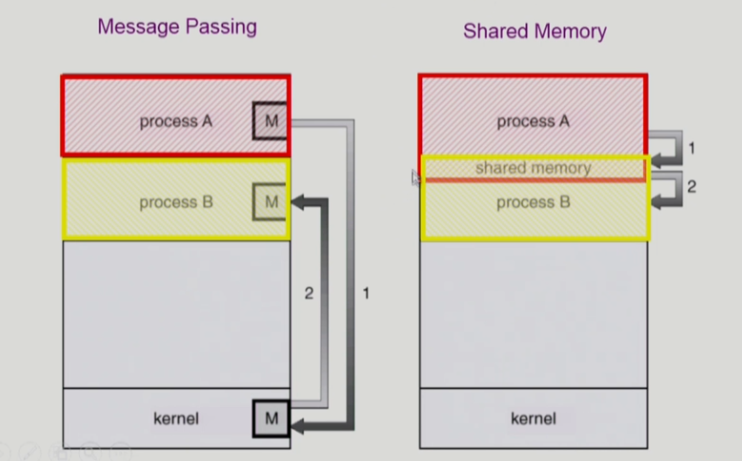 Message Passing
process A
M
process B
M
2
1
kernel
M
Shared Memory
process A
1
shared memory
2
process B
kernel